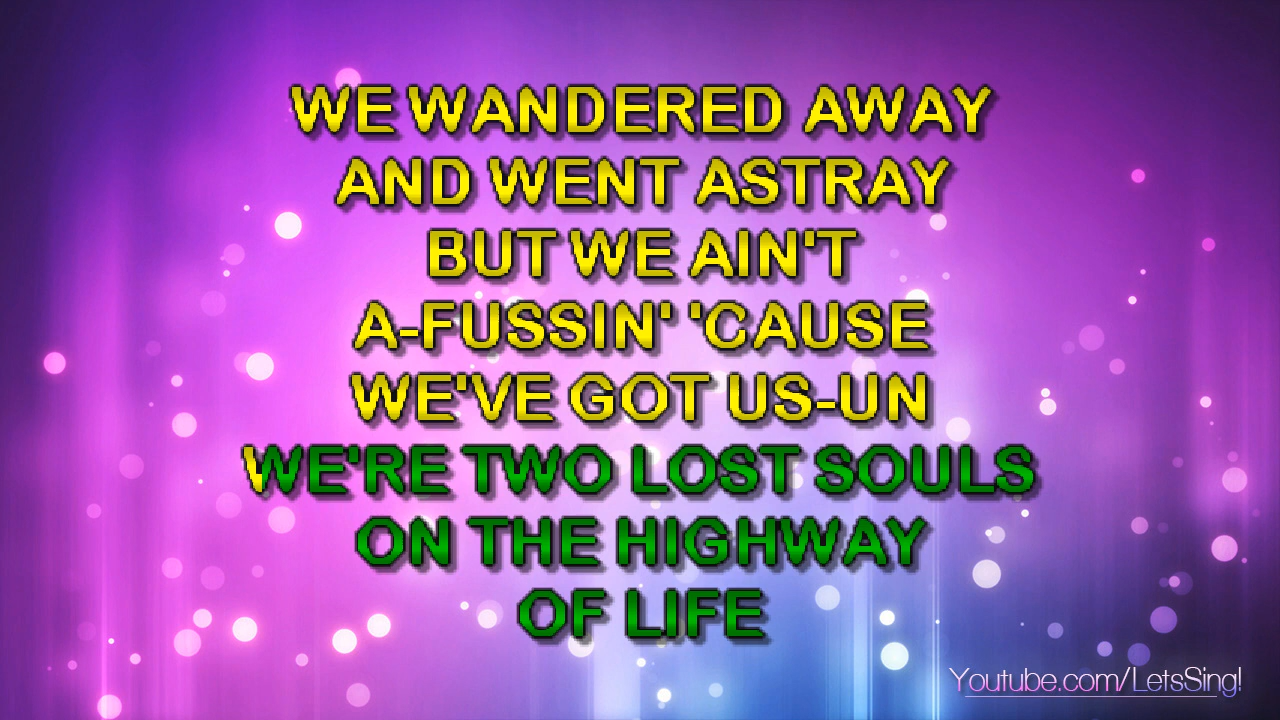 WE WANDERED AWAY
AND WENT ASTRAY
BUT WE AIN'T
A-FUSSIN' 'CAUSE
WE'VE GOT US-UN
WE'RE TWO LOST SOULS
ON THE HIGHWAY
OF LIFE
Youtube.com/LetsSing!